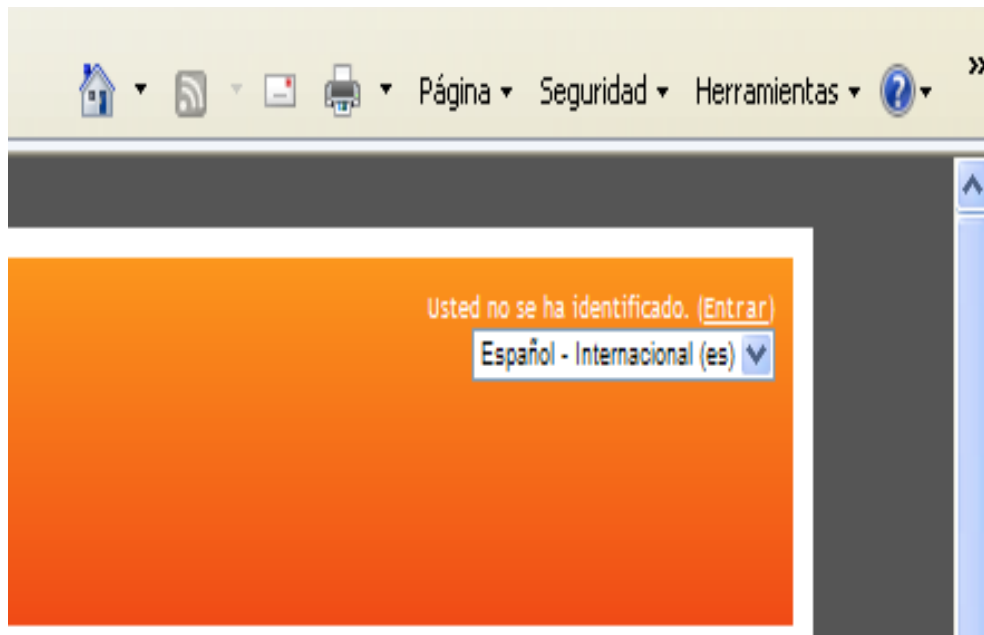 Página Seguridad Herramientas ? »
Usted no se ha identificado. (Entrar)
Español - Internacional (es)